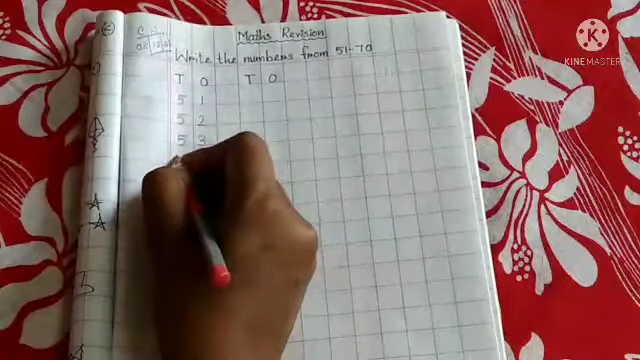 Maths Revision
Write the numbers from 51-70
T O T O
5 1
5 2
5 3
KINEMASTER